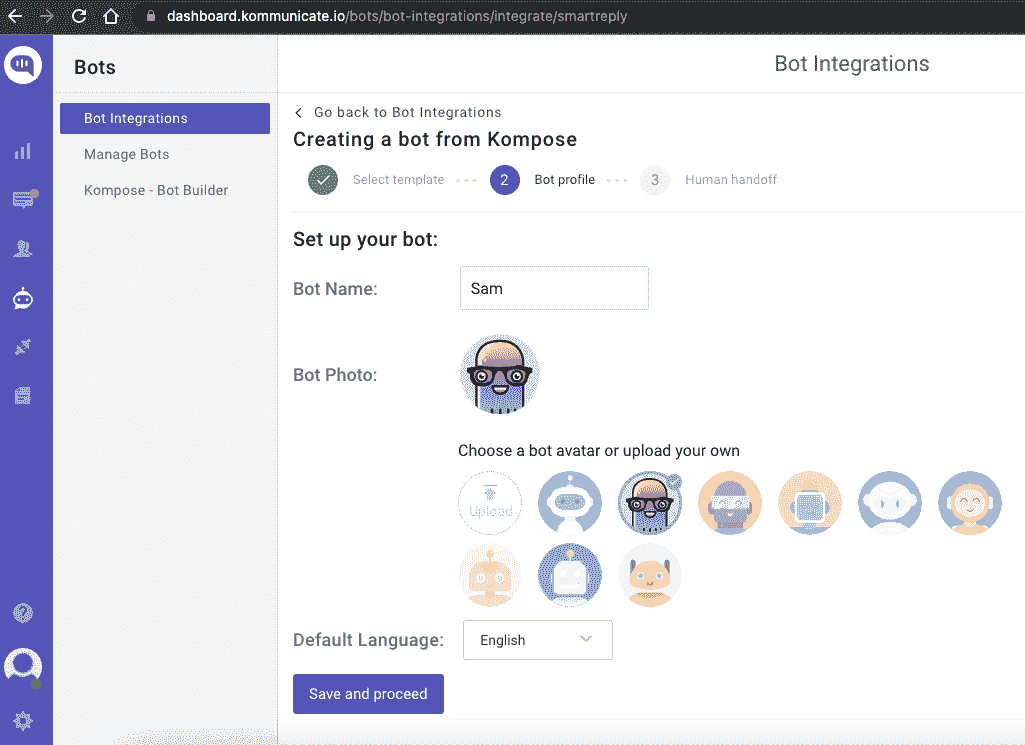 dashboard.kommunicate.io/bots/bot-integrations/integrate/smartreply
Bots
Bot Integrations
Bot Integrations
Manage Bots
Kompose - Bot Builder
Go back to Bot Integrations
Creating a bot from Kompose
Select template
2
Bot profile
3
Human handoff
Set up your bot:
Bot Name:
Sam
Bot Photo:
Choose a bot avatar or upload your own
Upload
Default Language:
English
Save and proceed